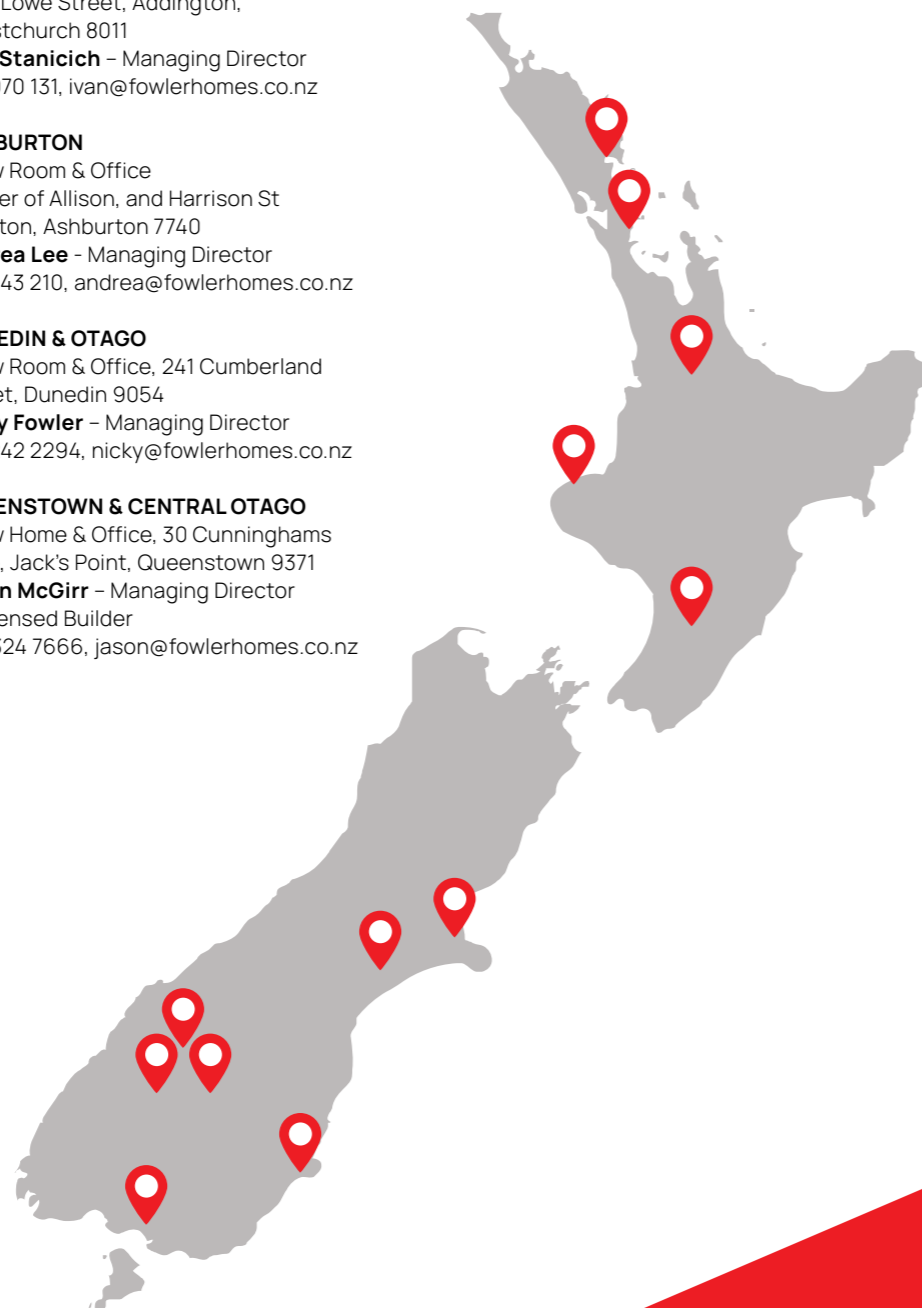 Lowe Street, Addington,
stchurch 8011
Stanicich – Managing Director
970 131, ivan@fowlerhomes.co.nz
BURTON
Room & Office
er of Allison, and Harrison St
ton, Ashburton 7740
ea Lee - Managing Director
43 210, andrea@fowlerhomes.co.nz
EDIN & OTAGO
Room & Office, 241 Cumberland
et, Dunedin 9054
y Fowler – Managing Director
42 2294, nicky@fowlerhomes.co.nz
ENSTOWN & CENTRAL OTAGO
Home & Office, 30 Cunninghams
, Jack's Point, Queenstown 9371
n McGirr – Managing Director
ensed Builder
324 7666, jason@fowlerhomes.co.nz